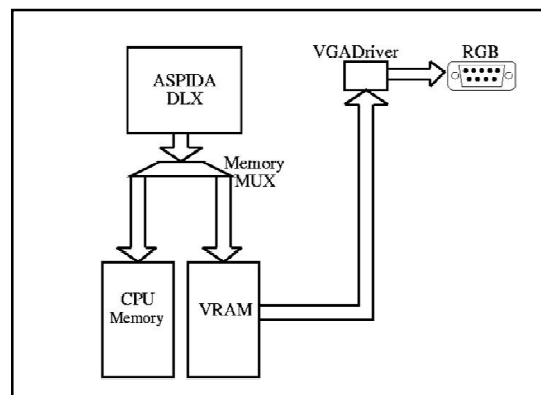 ASPIDA
DLX
VGADriver
RGB
Memory
MUX
CPU
Memory
VRAM